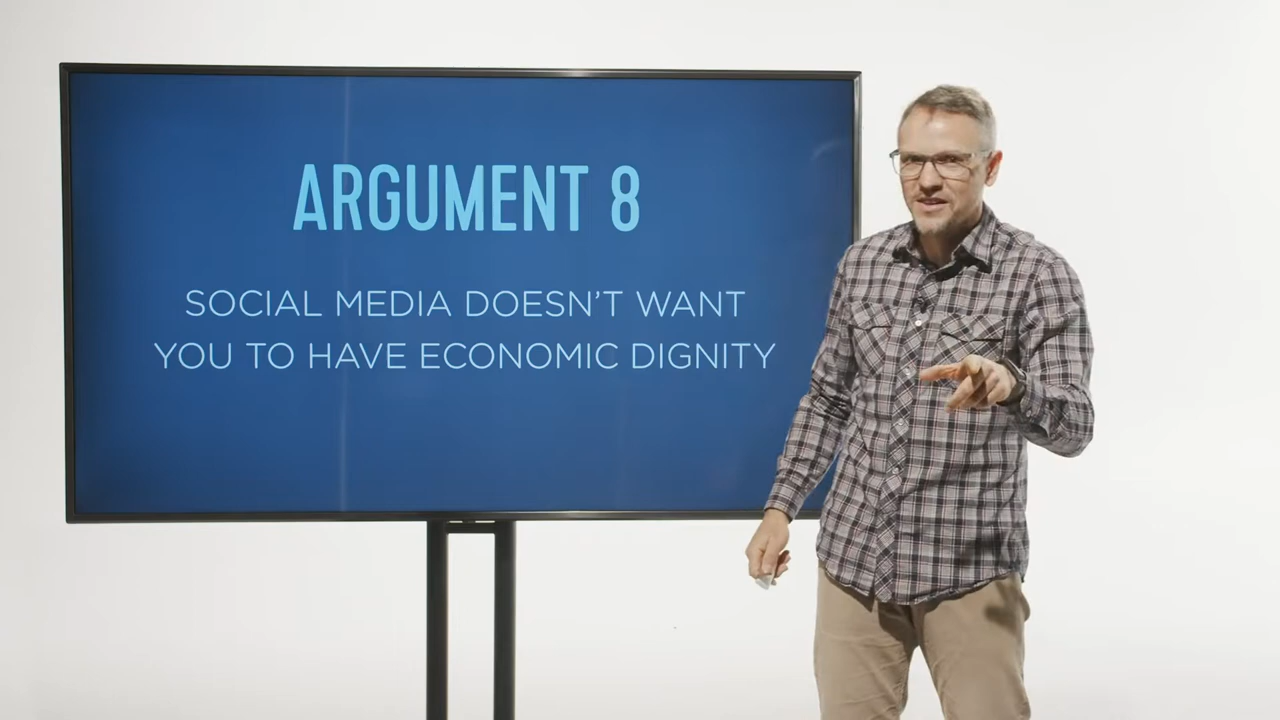 ARGUMENT 8
SOCIAL MEDIA DOESN'T WANT
YOU TO HAVE ECONOMIC DIGNITY